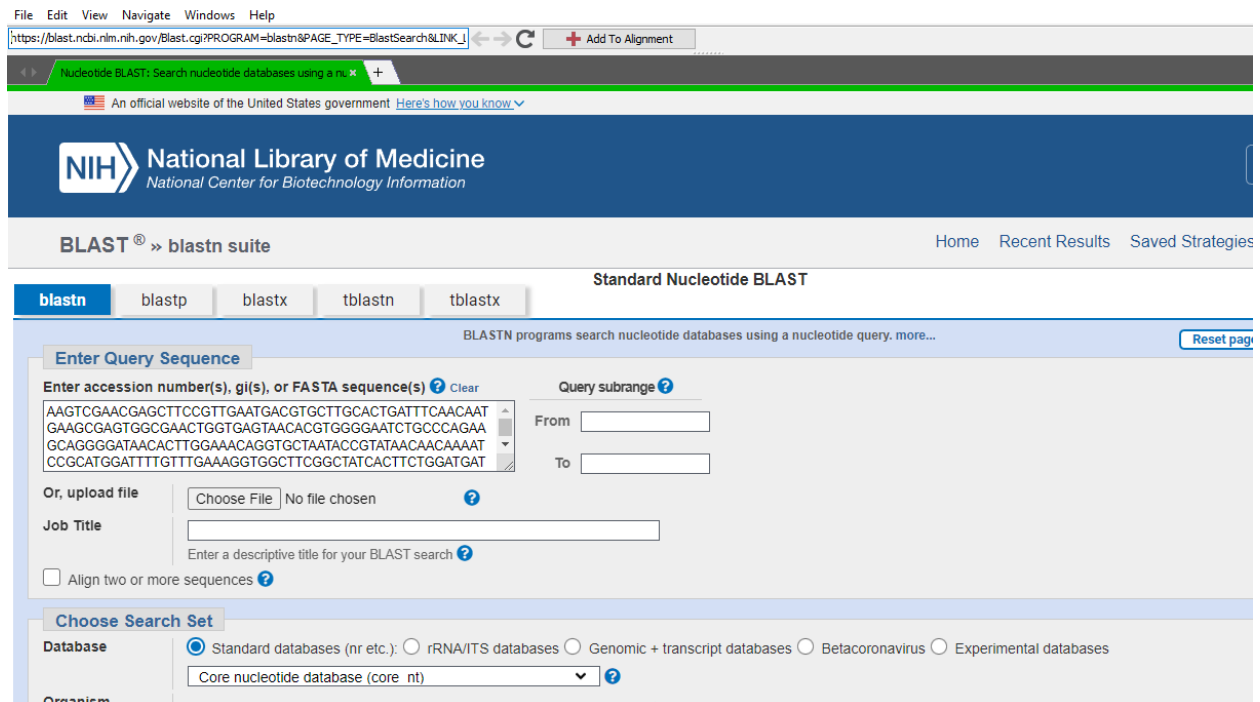 File Edit View Navigate Windows Help
https://blast.ncbi.nlm.nih.gov/Blast.cgi?PROGRAM=blastn&PAGE_TYPE=BlastSearch&LINK_L
Add To Alignment
Nucleotide BLAST: Search nucleotide databases using a nu
An official website of the United States government Here's how you know
NIH National Library of Medicine
National Center for Biotechnology Information
BLAST ® » blastn suite
Home Recent Results Saved Strategies
Standard Nucleotide BLAST
blastn blastp blastx tblastn tblastx
BLASTN programs search nucleotide databases using a nucleotide query. more...
Reset page
Enter Query Sequence
Enter accession number(s), gi(s), or FASTA sequence(s) Clear
Query subrange
AAGTCGAACGAGCTTCCGTTGAATGACGTGCTTGCACTGATTTCAACAAT
GAAGCGAGTGGCGAACTGGTGAGTAACACGTGGGGAATCTGCCCAGAA
GCAGGGGATAACACTTGGAAACAGGTGCTAATACCGTATAACAACAAAAT
CCGCATGGATTTTGTTTGAAAGGTGGCTTCGGCTATCACTTCTGGATGAT
From
To
Or, upload file
Choose File No file chosen
Job Title
Enter a descriptive title for your BLAST search
Align two or more sequences
Choose Search Set
Database
Standard databases (nr etc.): rRNA/ITS databases Genomic + transcript databases Betacoronavirus Experimental databases
Core nucleotide database (core_nt)
Organism